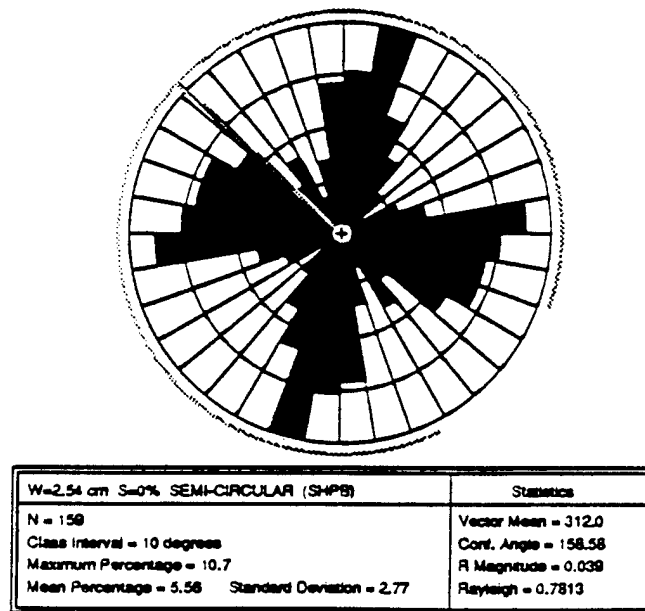 W=2.54 cm S=0% SEMI-CIRCULAR (SHPB)
Statistics
N = 159
Class Interval = 10 degrees
Maximum Percentage = 10.7
Mean Percentage = 5.56 Standard Deviation = 2.77
Vector Mean = 312.0
Conf. Angle = 158.58
R Magnitude = 0.039
Rayleigh = 0.7813